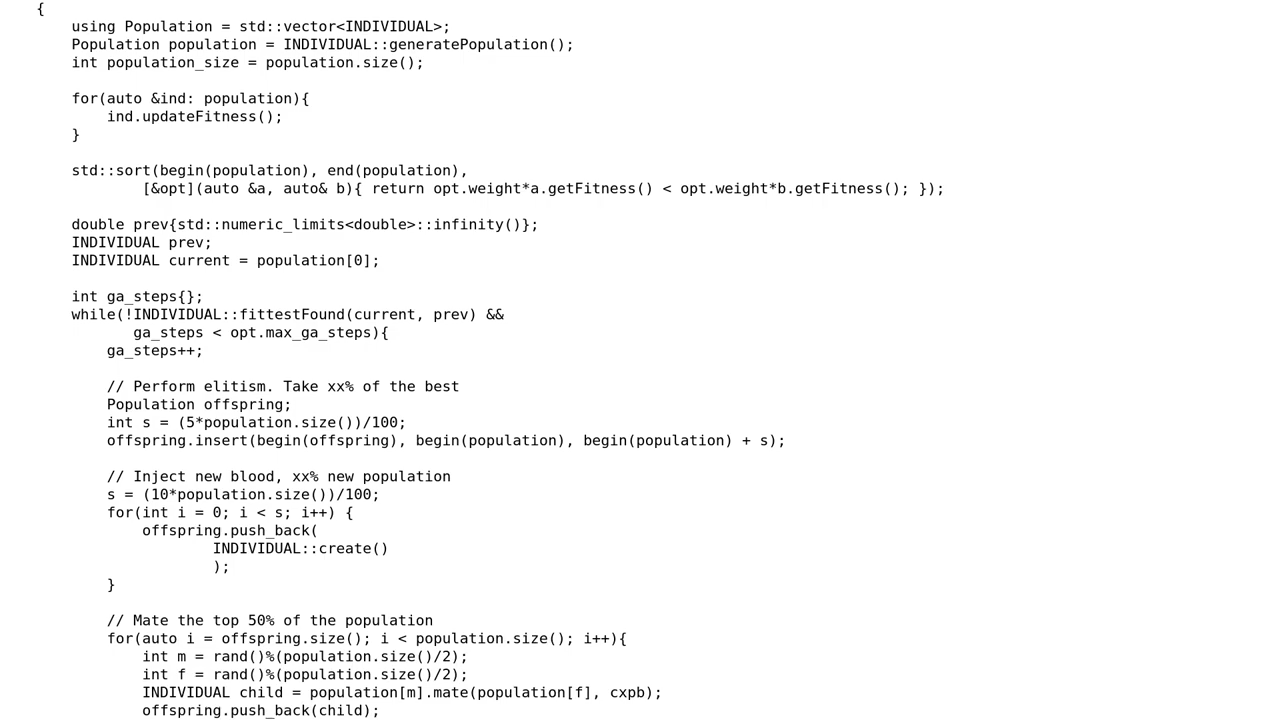 {
using Population = std::vector<INDIVIDUAL>;
Population population = INDIVIDUAL::generatePopulation();
int population_size = population.size();
for(auto &ind: population){
ind.updateFitness();
}
std::sort(begin(population), end(population),
[&opt](auto &a, auto& b){ return opt.weight*a.getFitness() < opt.weight*b.getFitness(); });
double prev{std::numeric_limits<double>::infinity()};
INDIVIDUAL prev;
INDIVIDUAL current = population[0];
int ga_steps{};
while(!INDIVIDUAL::fittestFound(current, prev) &&
ga_steps < opt.max_ga_steps){
ga_steps++;
// Perform elitism. Take xx% of the best
Population offspring;
int s = (5*population.size())/100;
offspring.insert(begin(offspring), begin(population), begin(population) + s);
// Inject new blood, xx% new population
s = (10*population.size())/100;
for(int i = 0; i < s; i++) {
offspring.push_back(
INDIVIDUAL::create()
);
}
// Mate the top 50% of the population
for(auto i = offspring.size(); i < population.size(); i++){
int m = rand()%(population.size()/2);
int f = rand()%(population.size()/2);
INDIVIDUAL child = population[m].mate(population[f], cxpb);
offspring.push_back(child);